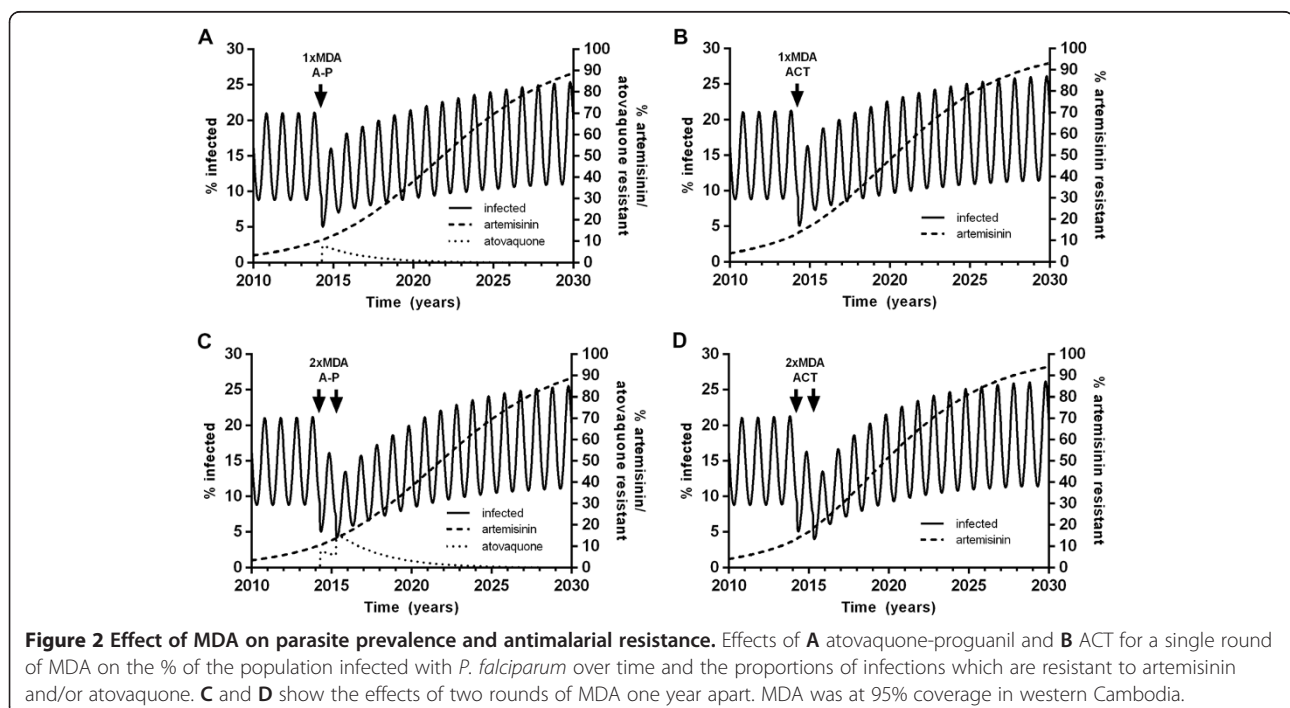 A
1xMDA
A-P
% infected
30
25
20
15
10
5
0
100
90
80
70
60
50
40
30
20
10
0
% artemisinin/
atovaquone resistant
infected
artemisinin
atovaquone
2010 2015 2020 2025 2030
Time (years)
B
1xMDA
ACT
% infected
30
25
20
15
10
5
0
100
90
80
70
60
50
40
30
20
10
0
% artemisinin resistant
infected
artemisinin
2010 2015 2020 2025 2030
Time (years)
C
2xMDA
A-P
% infected
30
25
20
15
10
5
0
100
90
80
70
60
50
40
30
20
10
0
% artemisinin/
atovaquone resistant
infected
artemisinin
atovaquone
2010 2015 2020 2025 2030
Time (years)
D
2xMDA
ACT
% infected
30
25
20
15
10
5
0
100
90
80
70
60
50
40
30
20
10
0
% artemisinin resistant
infected
artemisinin
2010 2015 2020 2025 2030
Time (years)
Figure 2 Effect of MDA on parasite prevalence and antimalarial resistance. Effects of A atovaquone-proguanil and B ACT for a single round
of MDA on the % of the population infected with P. falciparum over time and the proportions of infections which are resistant to artemisinin
and/or atovaquone. C and D show the effects of two rounds of MDA one year apart. MDA was at 95% coverage in western Cambodia.